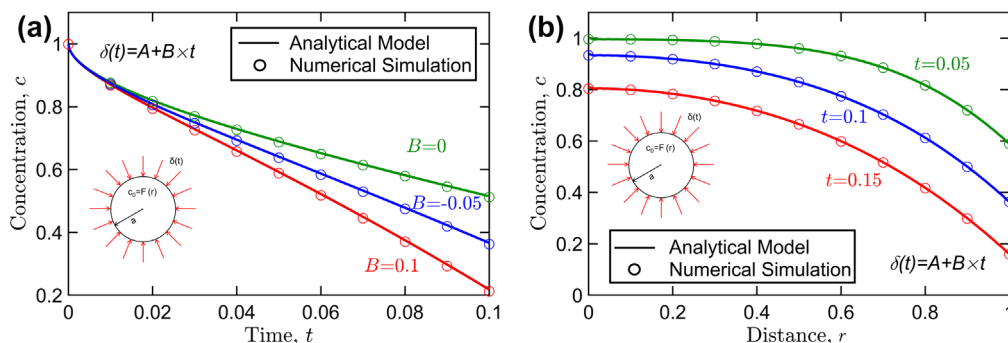 (a)
δ(t)=A+B×t
Analytical Model
Numerical Simulation
B=0
B=-0.05
B=0.1
δ(t)
c₀=F (r)
a
Concentration, c
1
0.8
0.6
0.4
0.2
0
0.02
0.04
0.06
0.08
0.1
Time, t
(b)
t=0.05
t=0.1
t=0.15
δ(t)
c₀=F (r)
a
Analytical Model
Numerical Simulation
δ(t)=A+B×t
Concentration, c
1
0.8
0.6
0.4
0.2
0
0
0.2
0.4
0.6
0.8
1
Distance, r